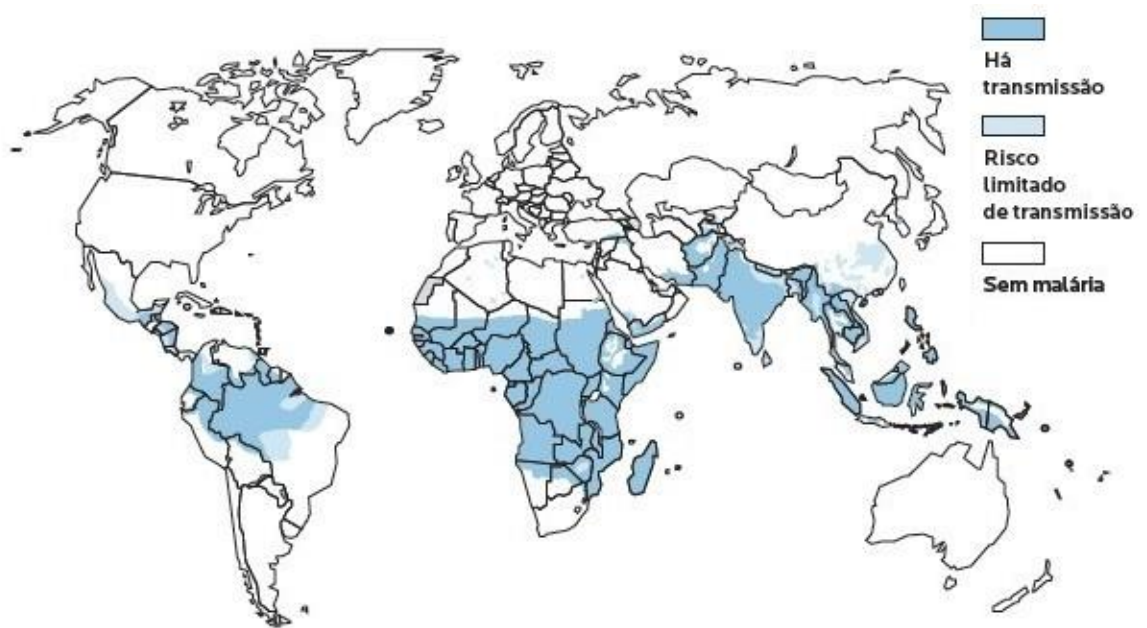 Há
transmissão
Risco
limitado
de transmissão
Sem malária